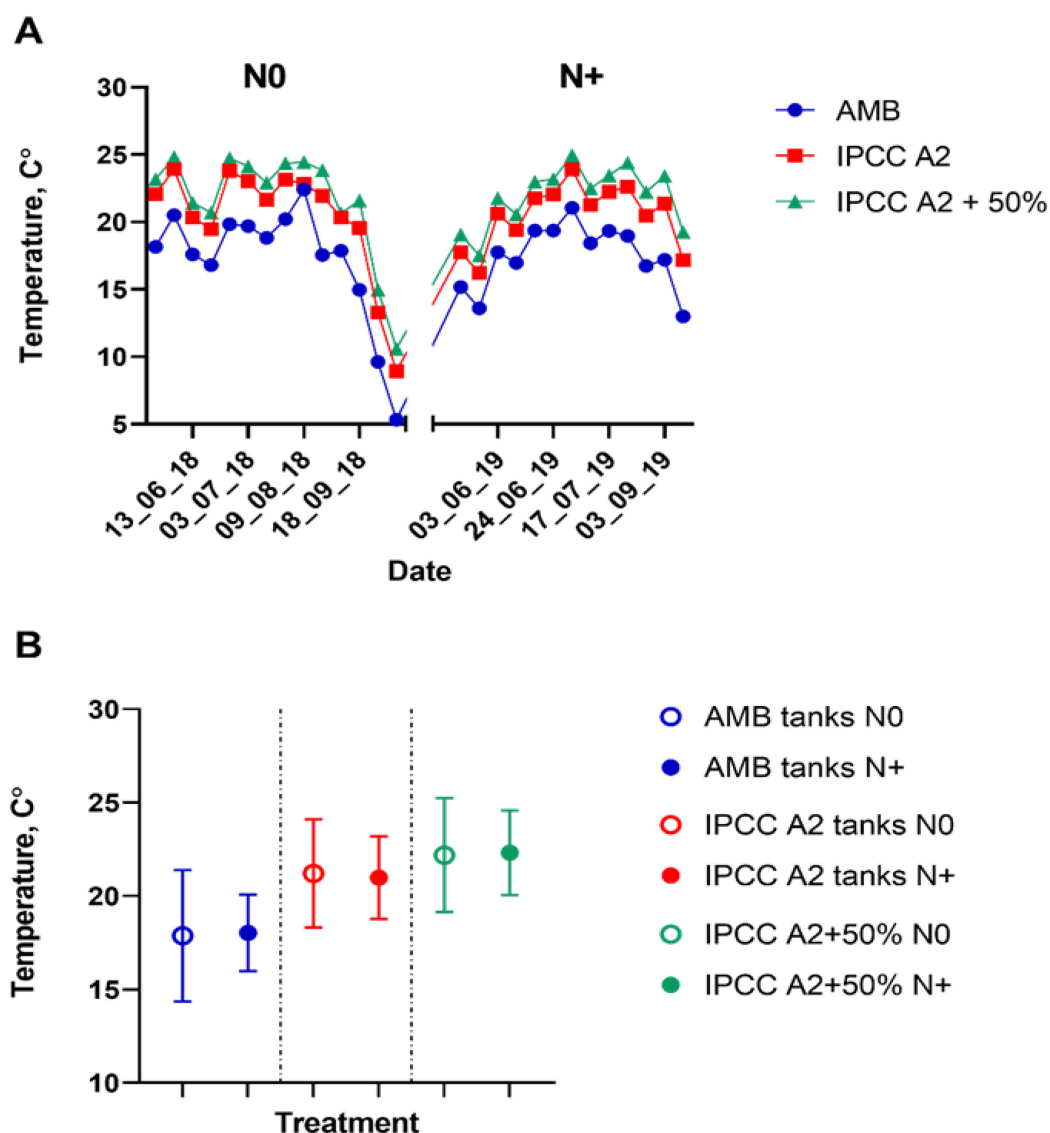 A
N0
N+
AMB
IPCC A2
IPCC A2 + 50%
Temperature, C°
30
25
20
15
10
5
13_06_18
03_07_18
09_08_18
18_09_18
03_06_19
24_06_19
17_07_19
03_09_19
Date
B
Temperature, C°
30
25
20
15
10
Treatment
AMB tanks N0
AMB tanks N+
IPCC A2 tanks N0
IPCC A2 tanks N+
IPCC A2+50% N0
IPCC A2+50% N+